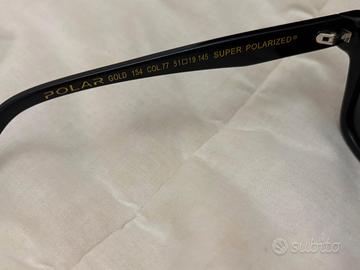 POLAR GOLD 154 COL.77 51□19 145 SUPER POLARIZED®
subito